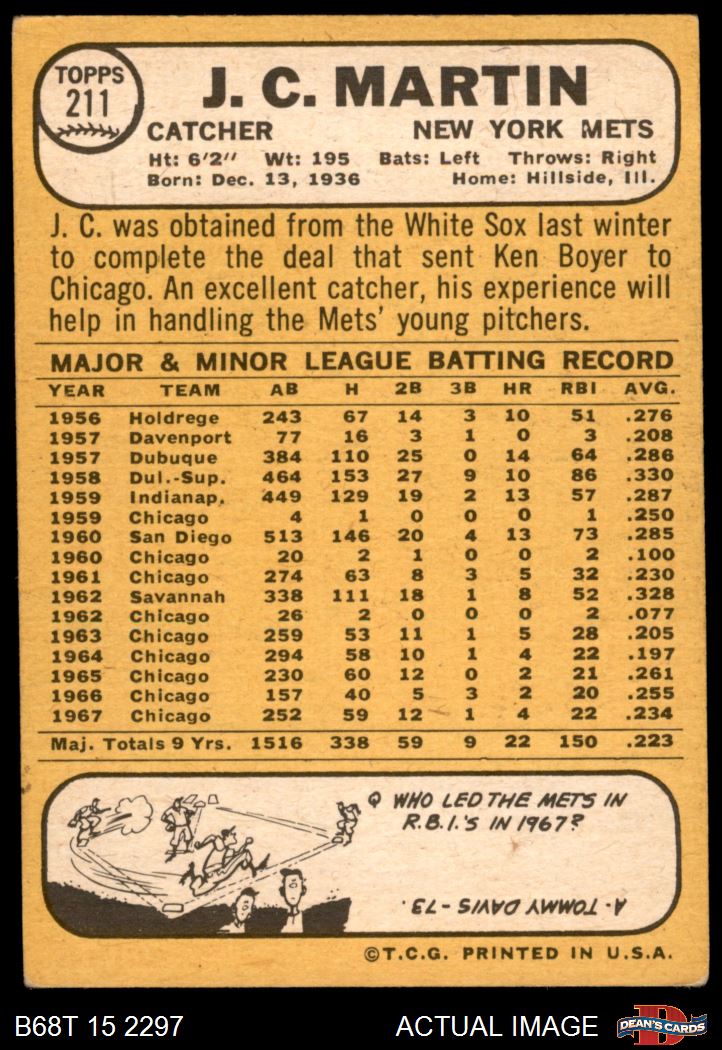 TOPPS
211
J. C. MARTIN
CATCHER NEW YORK METS
Ht: 6'2" Wt: 195 Bats: Left Throws: Right
Born: Dec. 13, 1936 Home: Hillside, Ill.
J. C. was obtained from the White Sox last winter
to complete the deal that sent Ken Boyer to
Chicago. An excellent catcher, his experience will
help in handling the Mets' young pitchers.
MAJOR & MINOR LEAGUE BATTING RECORD
YEAR TEAM AB H 2B 3B HR RBI AVG.
1956 Holdrege 243 67 14 3 10 51 .276
1957 Davenport 77 16 3 1 0 3 .208
1957 Dubuque 384 110 25 0 14 64 .286
1958 Dul.-Sup. 464 153 27 9 10 86 .330
1959 Indianap. 449 129 19 2 13 57 .287
1959 Chicago 4 1 0 0 0 1 .250
1960 San Diego 513 146 20 4 13 73 .285
1960 Chicago 20 2 1 0 0 2 .100
1961 Chicago 274 63 8 3 5 32 .230
1962 Savannah 338 111 18 1 8 52 .328
1962 Chicago 26 2 0 0 0 2 .077
1963 Chicago 259 53 11 1 5 28 .205
1964 Chicago 294 58 10 1 4 22 .197
1965 Chicago 230 60 12 0 2 21 .261
1966 Chicago 157 40 5 3 2 20 .255
1967 Chicago 252 59 12 1 4 22 .234
Maj. Totals 9 Yrs. 1516 338 59 9 22 150 .223
Q WHO LED THE METS IN
R.B.I.'S IN 1967?
A- TOMMY DAVIS - 73.
©T.C.G. PRINTED IN U.S.A.
B68T 15 2297 ACTUAL IMAGE
D
DEAN'S CARDS